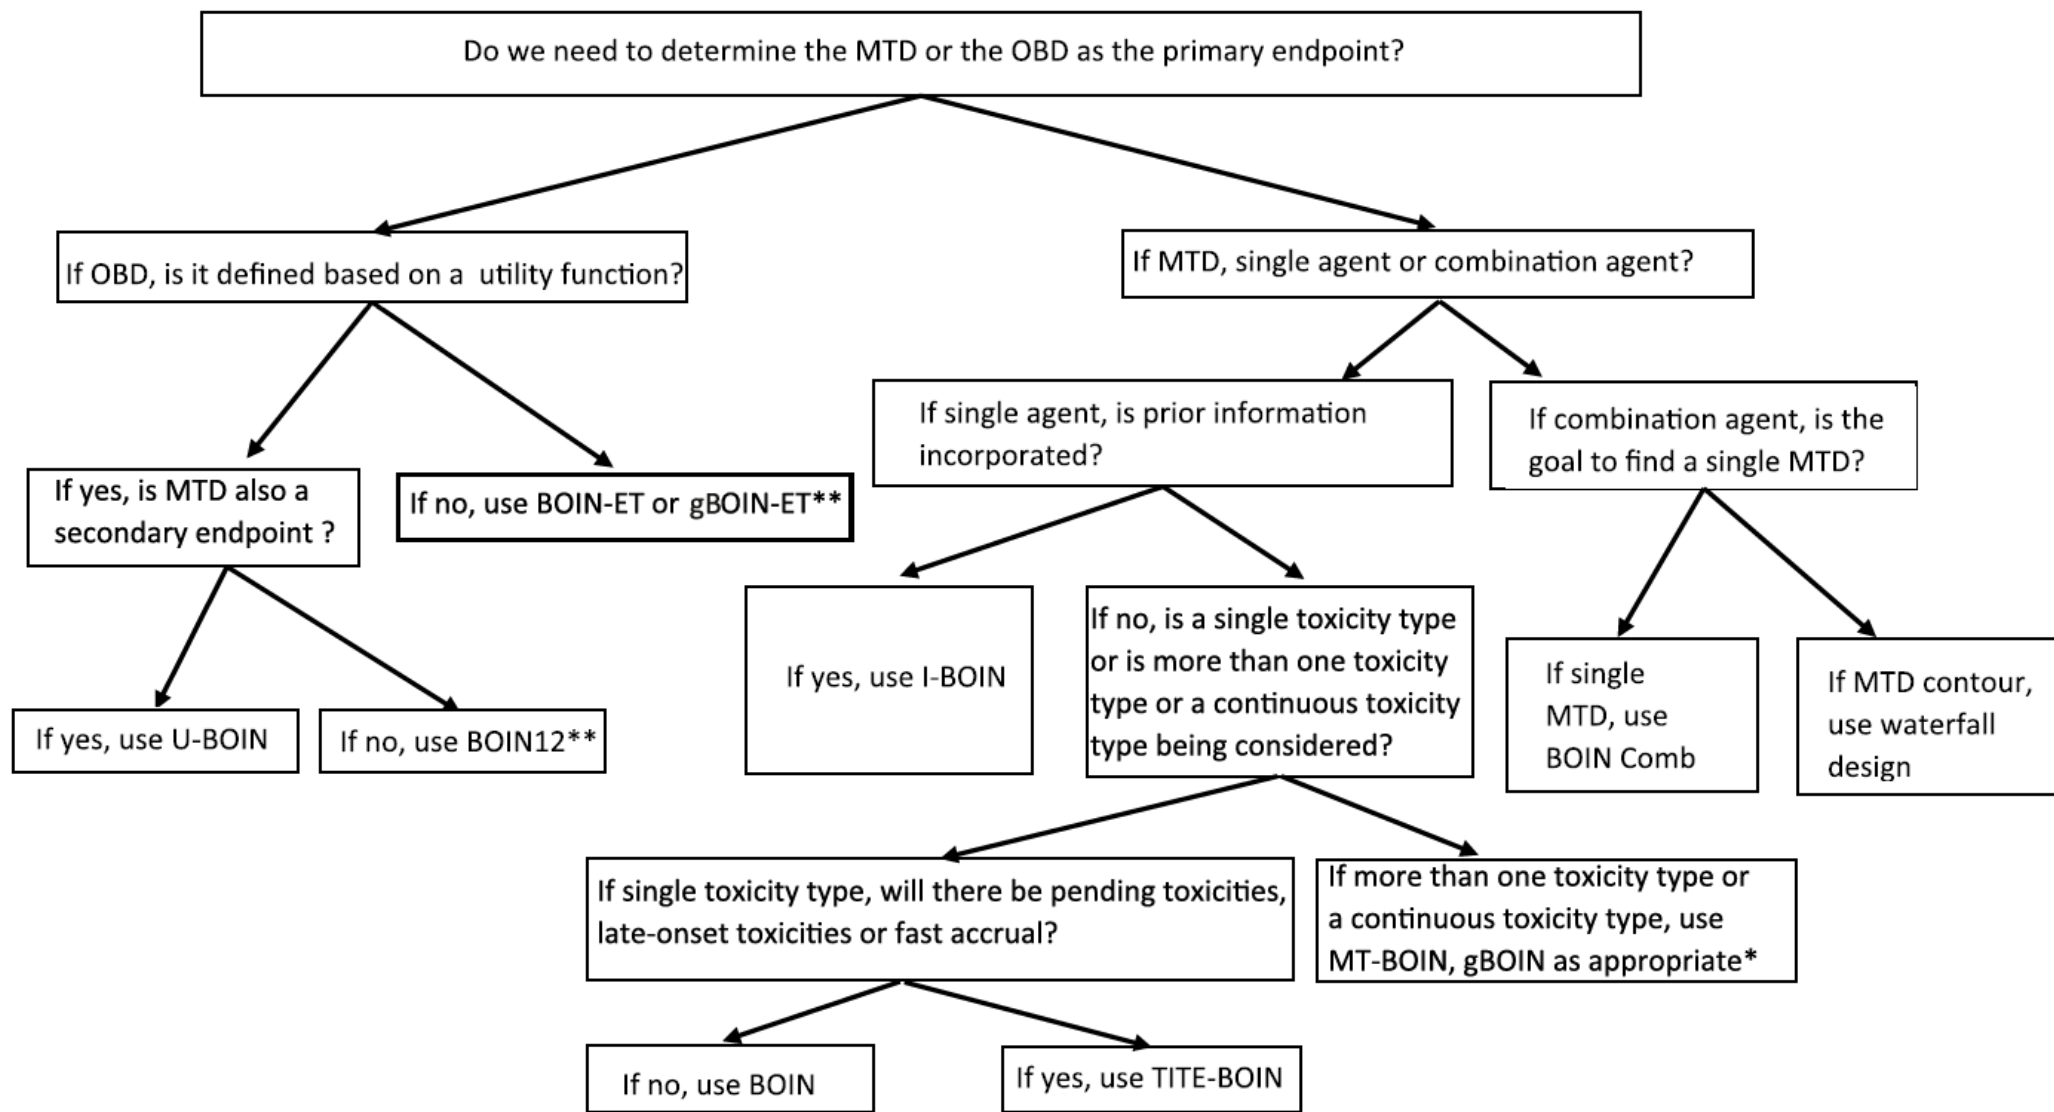 Do we need to determine the MTD or the OBD as the primary endpoint?
If OBD, is it defined based on a utility function?
If MTD, single agent or combination agent?
If yes, is MTD also a
secondary endpoint ?
If no, use BOIN-ET or gBOIN-ET**
If single agent, is prior information
incorporated?
If combination agent, is the
goal to find a single MTD?
If yes, use U-BOIN
If no, use BOIN12**
If yes, use I-BOIN
If no, is a single toxicity type
or is more than one toxicity
type or a continuous toxicity
type being considered?
If single
MTD, use
BOIN Comb
If MTD contour,
use waterfall
design
If single toxicity type, will there be pending toxicities,
late-onset toxicities or fast accrual?
If more than one toxicity type or
a continuous toxicity type, use
MT-BOIN, gBOIN as appropriate*
If no, use BOIN
If yes, use TITE-BOIN